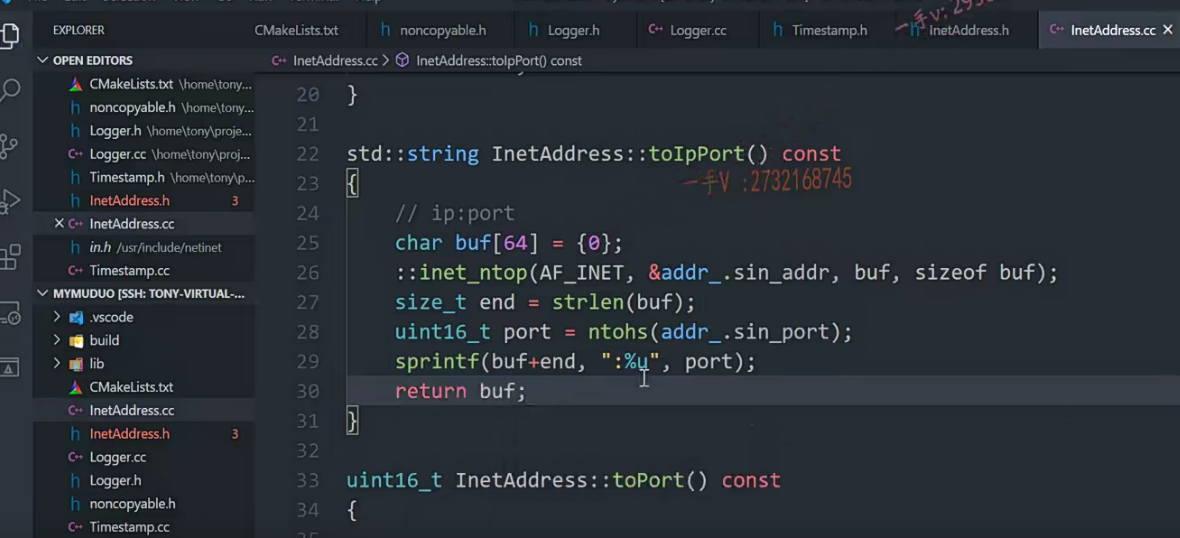 EXPLORER
CMakeLists.txt
noncopyable.h
Logger.h
Logger.cc
Timestamp.h
InetAddress.h
InetAddress.cc
OPEN EDITORS
InetAddress.cc > InetAddress::toIpPort() const
CMakeLists.txt \home\tony...
noncopyable.h \home\tony...
Logger.h \home\tony\proje...
Logger.cc \home\tony\proj...
Timestamp.h \home\tony\p...
InetAddress.h 3
InetAddress.cc
in.h /usr/include/netinet
Timestamp.cc
MYMUDUO [SSH: TONY-VIRTUAL-...
.vscode
build
lib
CMakeLists.txt
InetAddress.cc
InetAddress.h 3
Logger.cc
Logger.h
noncopyable.h
Timestamp.cc
20 }
21
22 std::string InetAddress::toIpPort() const
一手V :2732168745
23 {
24 // ip:port
25 char buf[64] = {0};
26 ::inet_ntop(AF_INET, &addr_.sin_addr, buf, sizeof buf);
27 size_t end = strlen(buf);
28 uint16_t port = ntohs(addr_.sin_port);
29 sprintf(buf+end, ":%u", port);
30 return buf;
31 }
32
33 uint16_t InetAddress::toPort() const
34 {